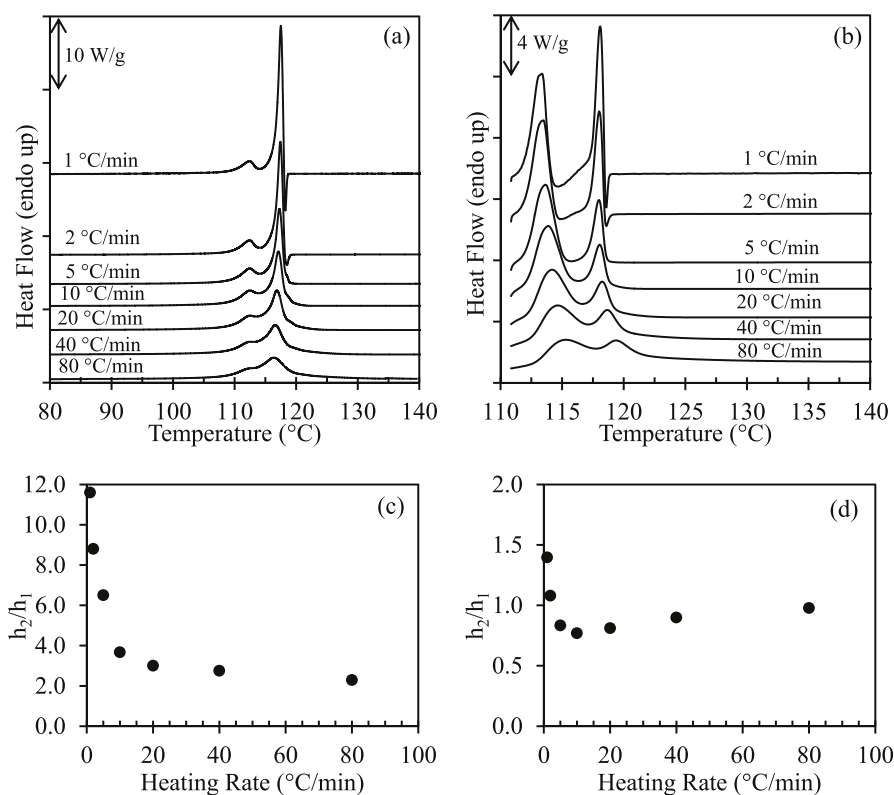 (a)
10 W/g
1 °C/min
2 °C/min
5 °C/min
10 °C/min
20 °C/min
40 °C/min
80 °C/min
Heat Flow (endo up)
80 90 100 110 120 130 140
Temperature (°C)
(b)
4 W/g
1 °C/min
2 °C/min
5 °C/min
10 °C/min
20 °C/min
40 °C/min
80 °C/min
Heat Flow (endo up)
110 115 120 125 130 135 140
Temperature (°C)
(c)
12.0
10.0
8.0
6.0
4.0
2.0
0.0
h2/h1
0 20 40 60 80 100
Heating Rate (°C/min)
(d)
2.0
1.5
1.0
0.5
0.0
h2/h1
0 20 40 60 80 100
Heating Rate (°C/min)